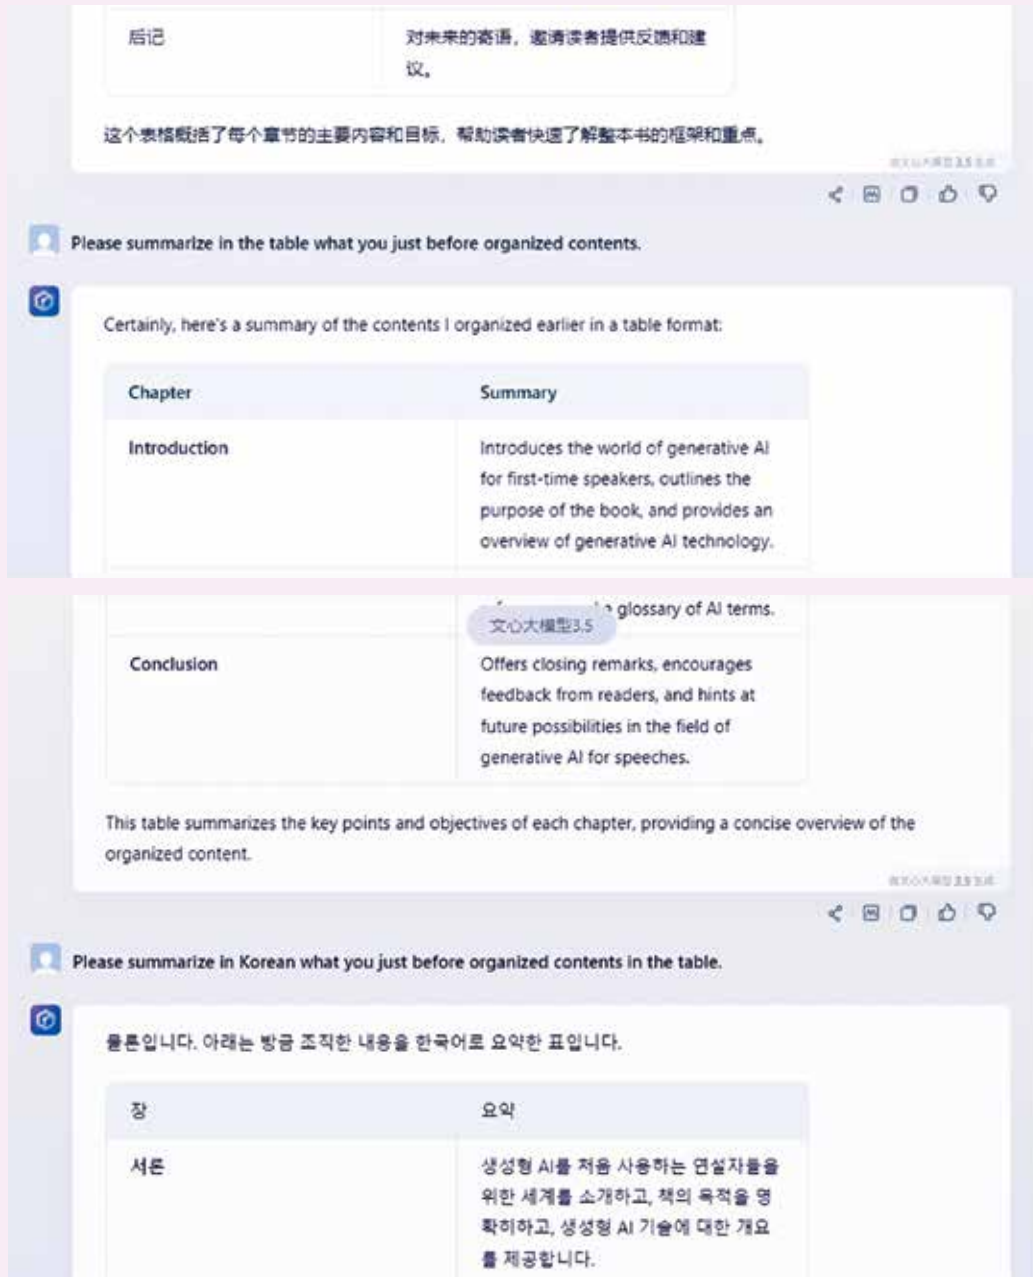 后记
对未来的寄语，邀请读者提供反馈和建
议。
这个表格概括了每个章节的主要内容和目标，帮助读者快速了解整本书的框架和重点。
Please summarize in the table what you just before organized contents.
Certainly, here's a summary of the contents I organized earlier in a table format:
Chapter
Summary
Introduction
Introduces the world of generative AI
for first-time speakers, outlines the
purpose of the book, and provides an
overview of generative AI technology.
glossary of AI terms.
文心大模型3.5
Conclusion
Offers closing remarks, encourages
feedback from readers, and hints at
future possibilities in the field of
generative AI for speeches.
This table summarizes the key points and objectives of each chapter, providing a concise overview of the
organized content.
Please summarize in Korean what you just before organized contents in the table.
물론입니다. 아래는 방금 조직한 내용을 한국어로 요약한 표입니다.
장
요약
서론
생성형 AI를 처음 사용하는 연설자들을
위한 세계를 소개하고, 책의 목적을 명
확히하고, 생성형 AI 기술에 대한 개요
를 제공합니다.